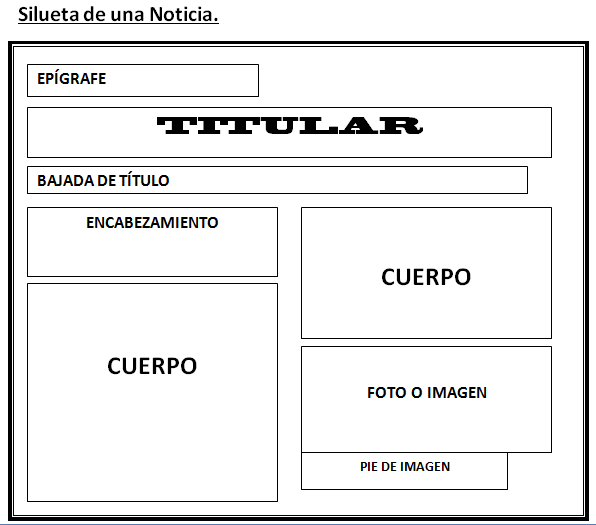 Silueta de una Noticia.
EPÍGRAFE
TITULAR
BAJADA DE TÍTULO
ENCABEZAMIENTO
CUERPO
CUERPO
FOTO O IMAGEN
PIE DE IMAGEN